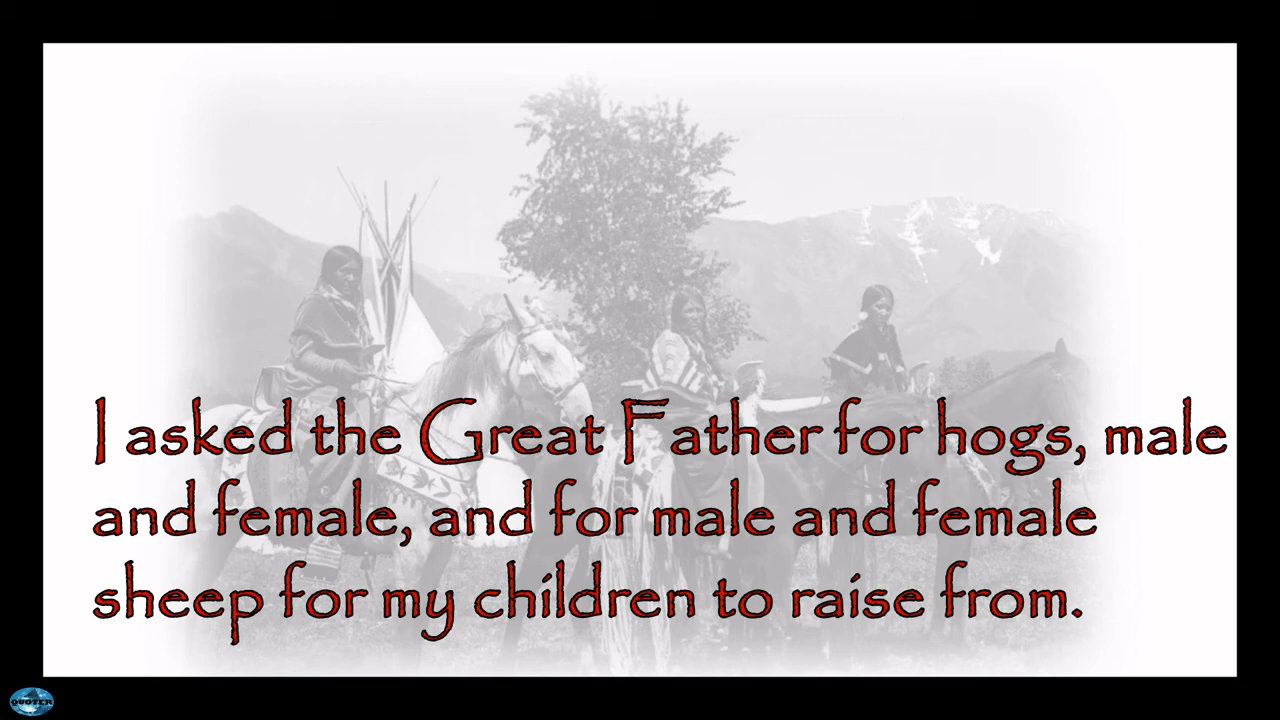 I asked the Great Father for hogs, male
and female, and for male and female
sheep for my children to raise from.
QUOTER